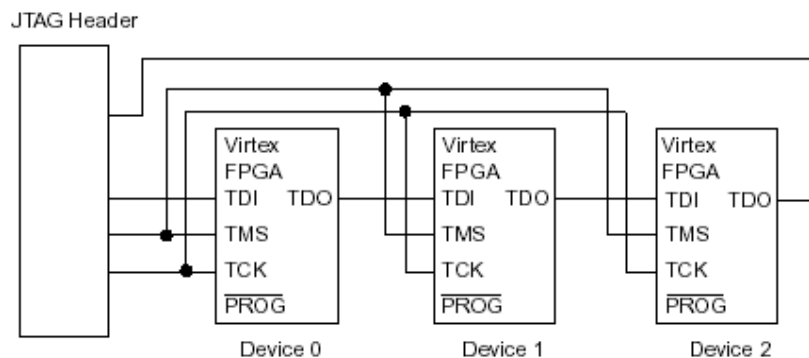 JTAG Header
Virtex
FPGA
TDI TDO
TMS
TCK
PROG
Device 0
Virtex
FPGA
TDI TDO
TMS
TCK
PROG
Device 1
Virtex
FPGA
TDI TDO
TMS
TCK
PROG
Device 2